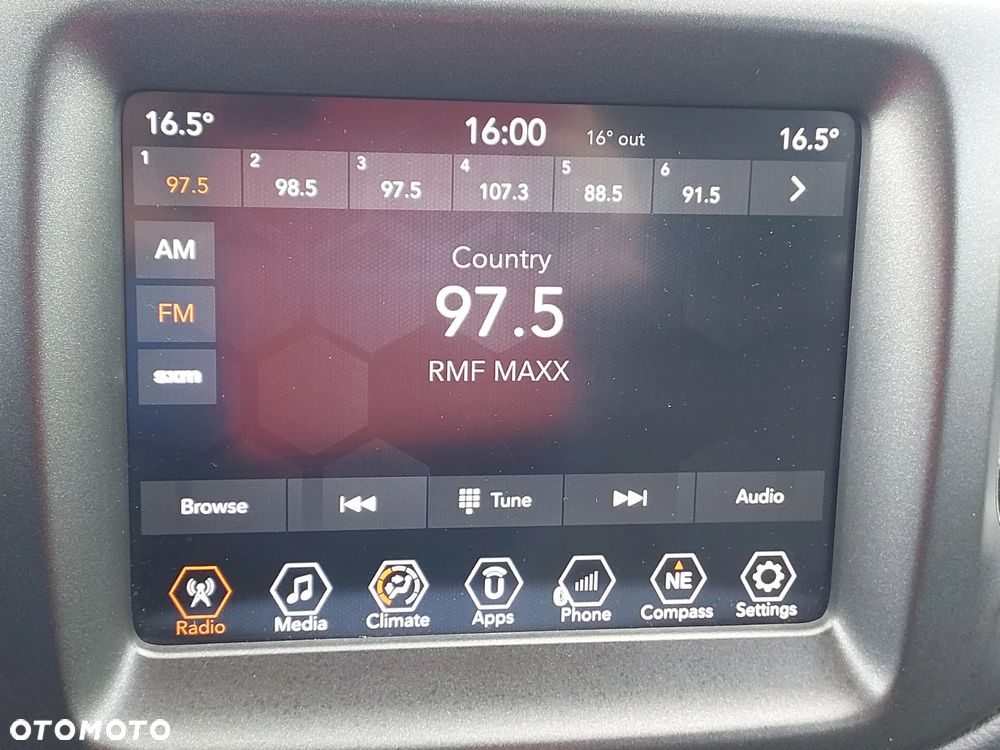 16.5° 16:00 16° out 16.5°
1 97.5 2 98.5 3 97.5 4 107.3 5 88.5 6 91.5
AM
Country
FM
97.5
sxm
RMF MAXX
Browse Tune Audio
NE
Radio Media Climate Apps Phone Compass Settings
OTOMOTO